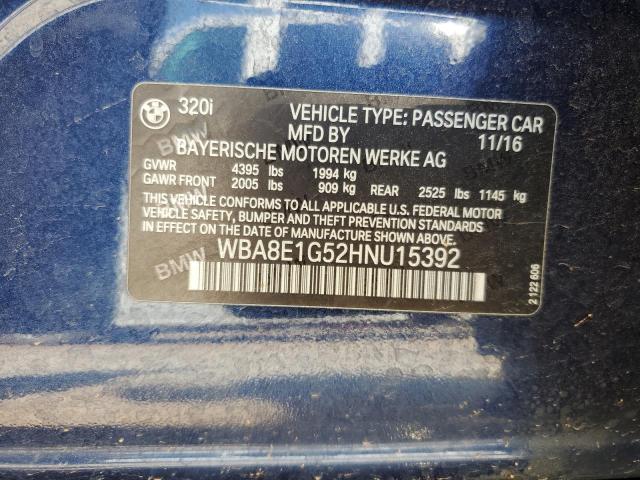 320i VEHICLE TYPE: PASSENGER CAR
MFD BY 11/16
BAYERISCHE MOTOREN WERKE AG
GVWR 4395 lbs 1994 kg
GAWR FRONT 2005 lbs 909 kg REAR 2525 lbs 1145 kg
THIS VEHICLE CONFORMS TO ALL APPLICABLE U.S. FEDERAL MOTOR
VEHICLE SAFETY, BUMPER AND THEFT PREVENTION STANDARDS
IN EFFECT ON THE DATE OF MANUFACTURE SHOWN ABOVE.
WBA8E1G52HNU15392
2 122 606